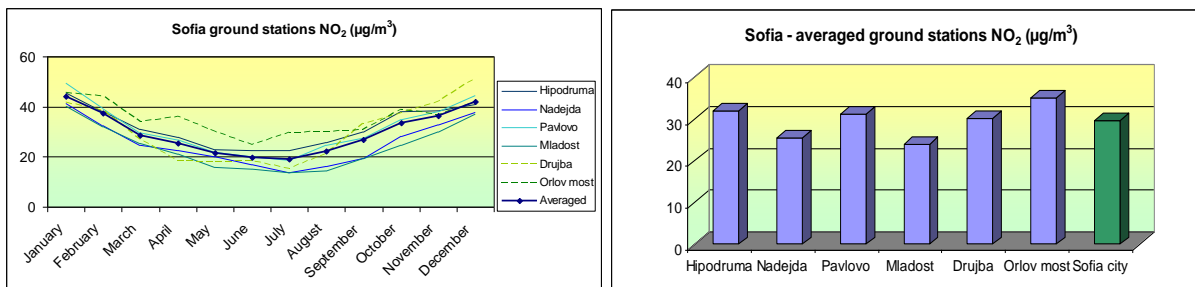 Sofia ground stations NO₂ (µg/m³)
60
40
20
0
January
February
March
April
May
June
July
August
September
October
November
December
Hipodruma
Nadejda
Pavlovo
Mladost
Drujba
Orlov most
Averaged
Sofia - averaged ground stations NO₂ (µg/m³)
40
30
20
10
0
Hipodruma Nadejda Pavlovo Mladost Drujba Orlov most Sofia city